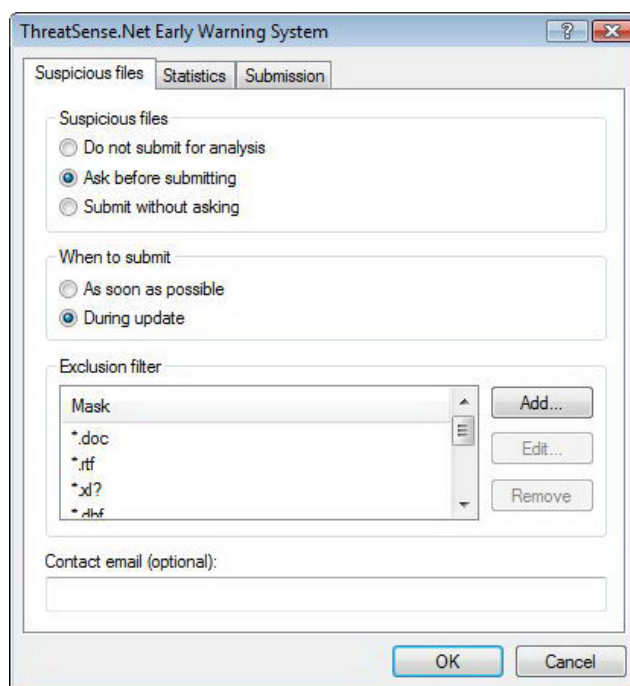 ThreatSense.Net Early Warning System
Suspicious files Statistics Submission
Suspicious files
Do not submit for analysis
Ask before submitting
Submit without asking
When to submit
As soon as possible
During update
Exclusion filter
Mask
*.doc
*.rtf
*.xl?
*.dbf
Add...
Edit...
Remove
Contact email (optional):
OK Cancel